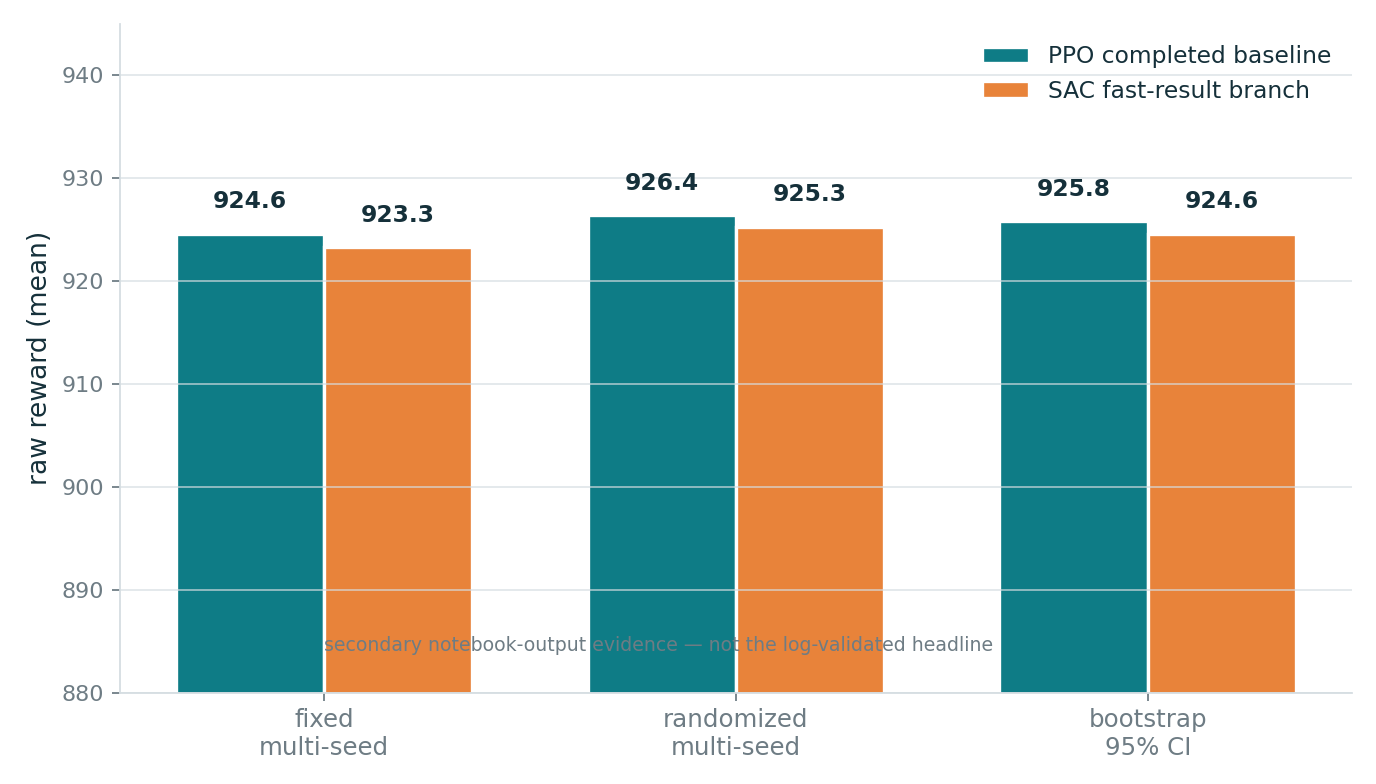 PPO completed baseline
SAC fast-result branch
raw reward (mean)
940
930
920
910
900
890
880
924.6
923.3
926.4
925.3
925.8
924.6
secondary notebook-output evidence — not the log-validated headline
fixed
multi-seed
randomized
multi-seed
bootstrap
95% CI